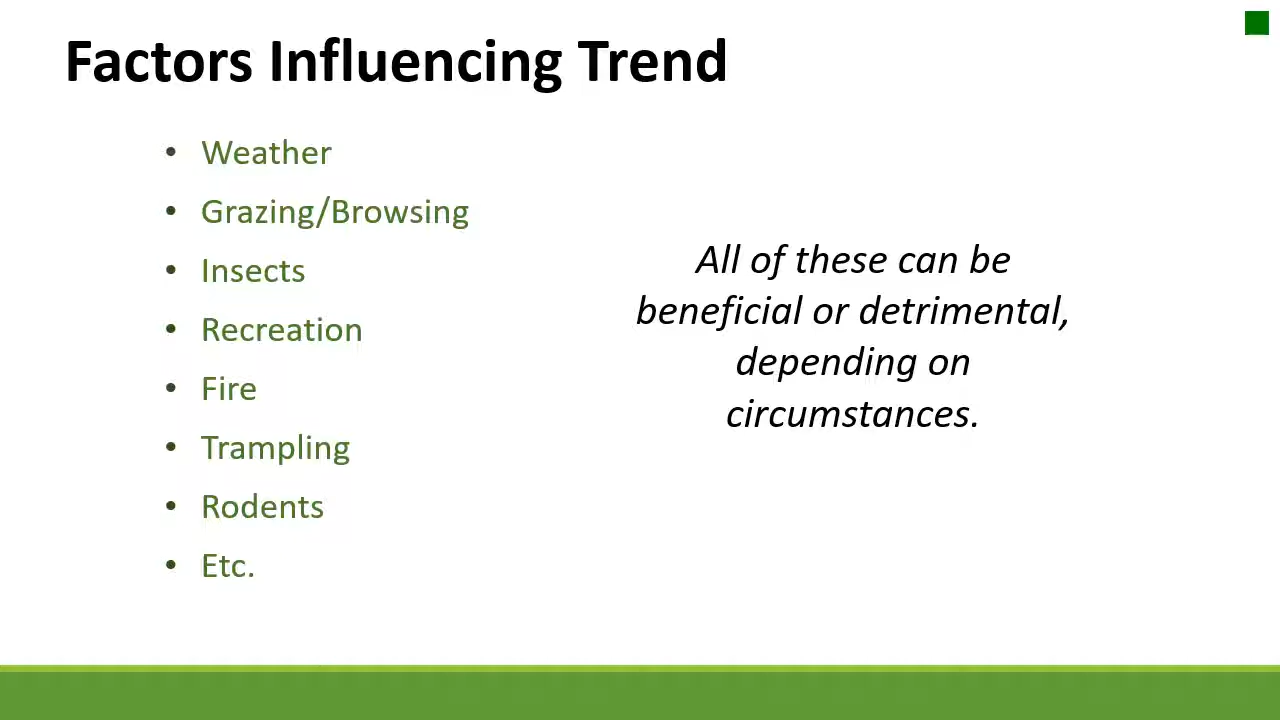 Factors Influencing Trend
• Weather
• Grazing/Browsing
• Insects
• Recreation
• Fire
• Trampling
• Rodents
• Etc.
All of these can be
beneficial or detrimental,
depending on
circumstances.